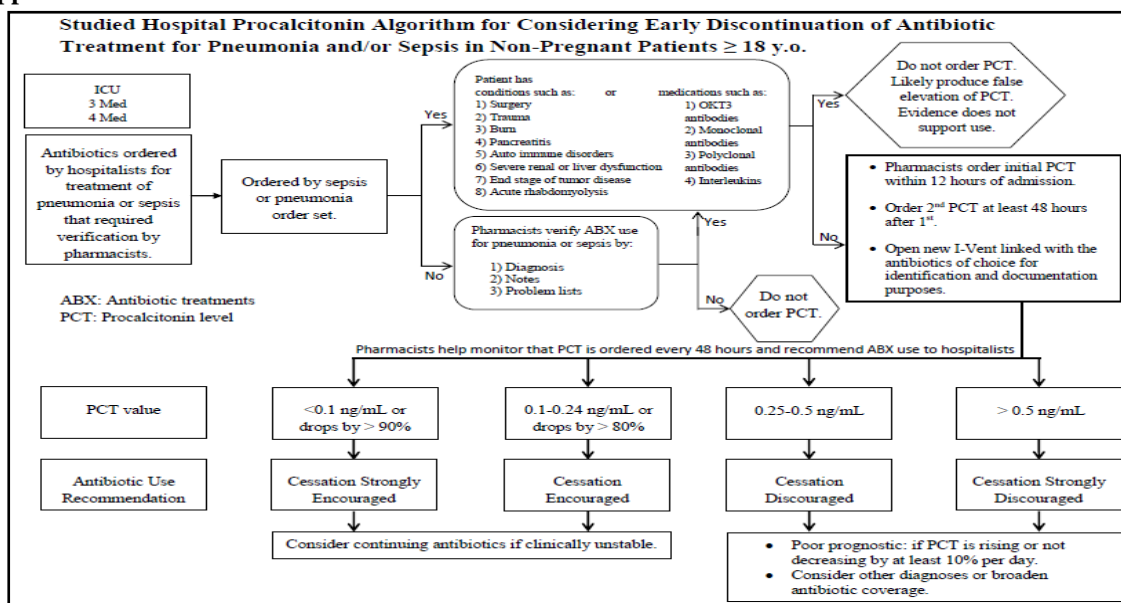 Studied Hospital Procalcitonin Algorithm for Considering Early Discontinuation of Antibiotic
Treatment for Pneumonia and/or Sepsis in Non-Pregnant Patients ≥ 18 y.o.
ICU
3 Med
4 Med
Antibiotics ordered
by hospitalists for
treatment of
pneumonia or sepsis
that required
verification by
pharmacists.
ABX: Antibiotic treatments
PCT: Procalcitonin level
Ordered by sepsis
or pneumonia
order set.
Yes
No
Patient has
conditions such as: or medications such as:
1) Surgery
2) Trauma
3) Burn
4) Pancreatitis
5) Auto immune disorders
6) Severe renal or liver dysfunction
7) End stage of tumor disease
8) Acute rhabdomyolysis
1) OKT3
antibodies
2) Monoclonal
antibodies
3) Polyclonal
antibodies
4) Interleukins
Pharmacists verify ABX use
for pneumonia or sepsis by:
1) Diagnosis
2) Notes
3) Problem lists
Yes
No
Do not
order PCT.
Yes
Do not order PCT.
Likely produce false
elevation of PCT.
Evidence does not
support use.
No
• Pharmacists order initial PCT
within 12 hours of admission.
• Order 2nd PCT at least 48 hours
after 1st.
• Open new I-Vent linked with the
antibiotics of choice for
identification and documentation
purposes.
Pharmacists help monitor that PCT is ordered every 48 hours and recommend ABX use to hospitalists
PCT value
<0.1 ng/mL or
drops by > 90%
0.1-0.24 ng/mL or
drops by > 80%
0.25-0.5 ng/mL
> 0.5 ng/mL
Antibiotic Use
Recommendation
Cessation Strongly
Encouraged
Cessation
Encouraged
Cessation
Discouraged
Cessation Strongly
Discouraged
Consider continuing antibiotics if clinically unstable.
• Poor prognostic: if PCT is rising or not
decreasing by at least 10% per day.
• Consider other diagnoses or broaden
antibiotic coverage.